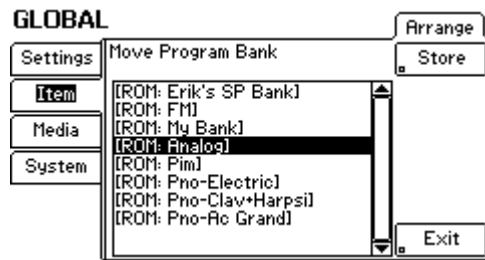 GLOBAL
Arrange
Settings
Move Program Bank
Store
Item
Media
System
[ROM: Erik's SP Bank]
[ROM: FM]
[ROM: My Bank]
[ROM: Analog]
[ROM: Pim]
[ROM: Pno-Electric]
[ROM: Pno-Clav+Harpsi]
[ROM: Pno-Ac Grand]
Exit